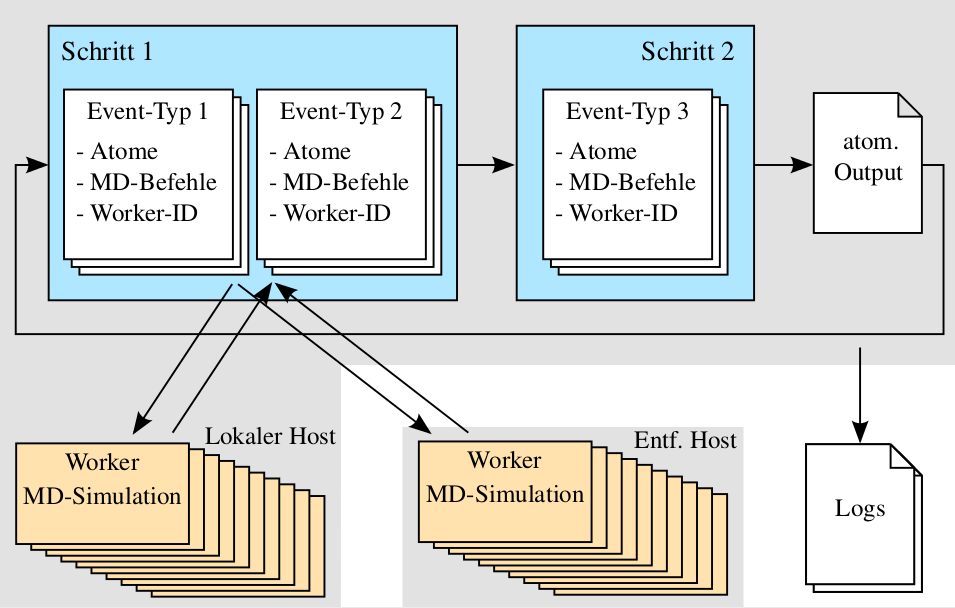 Schritt 1
Event-Typ 1
- Atome
- MD-Befehle
- Worker-ID
Event-Typ 2
- Atome
- MD-Befehle
- Worker-ID
Schritt 2
Event-Typ 3
- Atome
- MD-Befehle
- Worker-ID
atom.
Output
Lokaler Host
Worker
MD-Simulation
Entf. Host
Worker
MD-Simulation
Logs